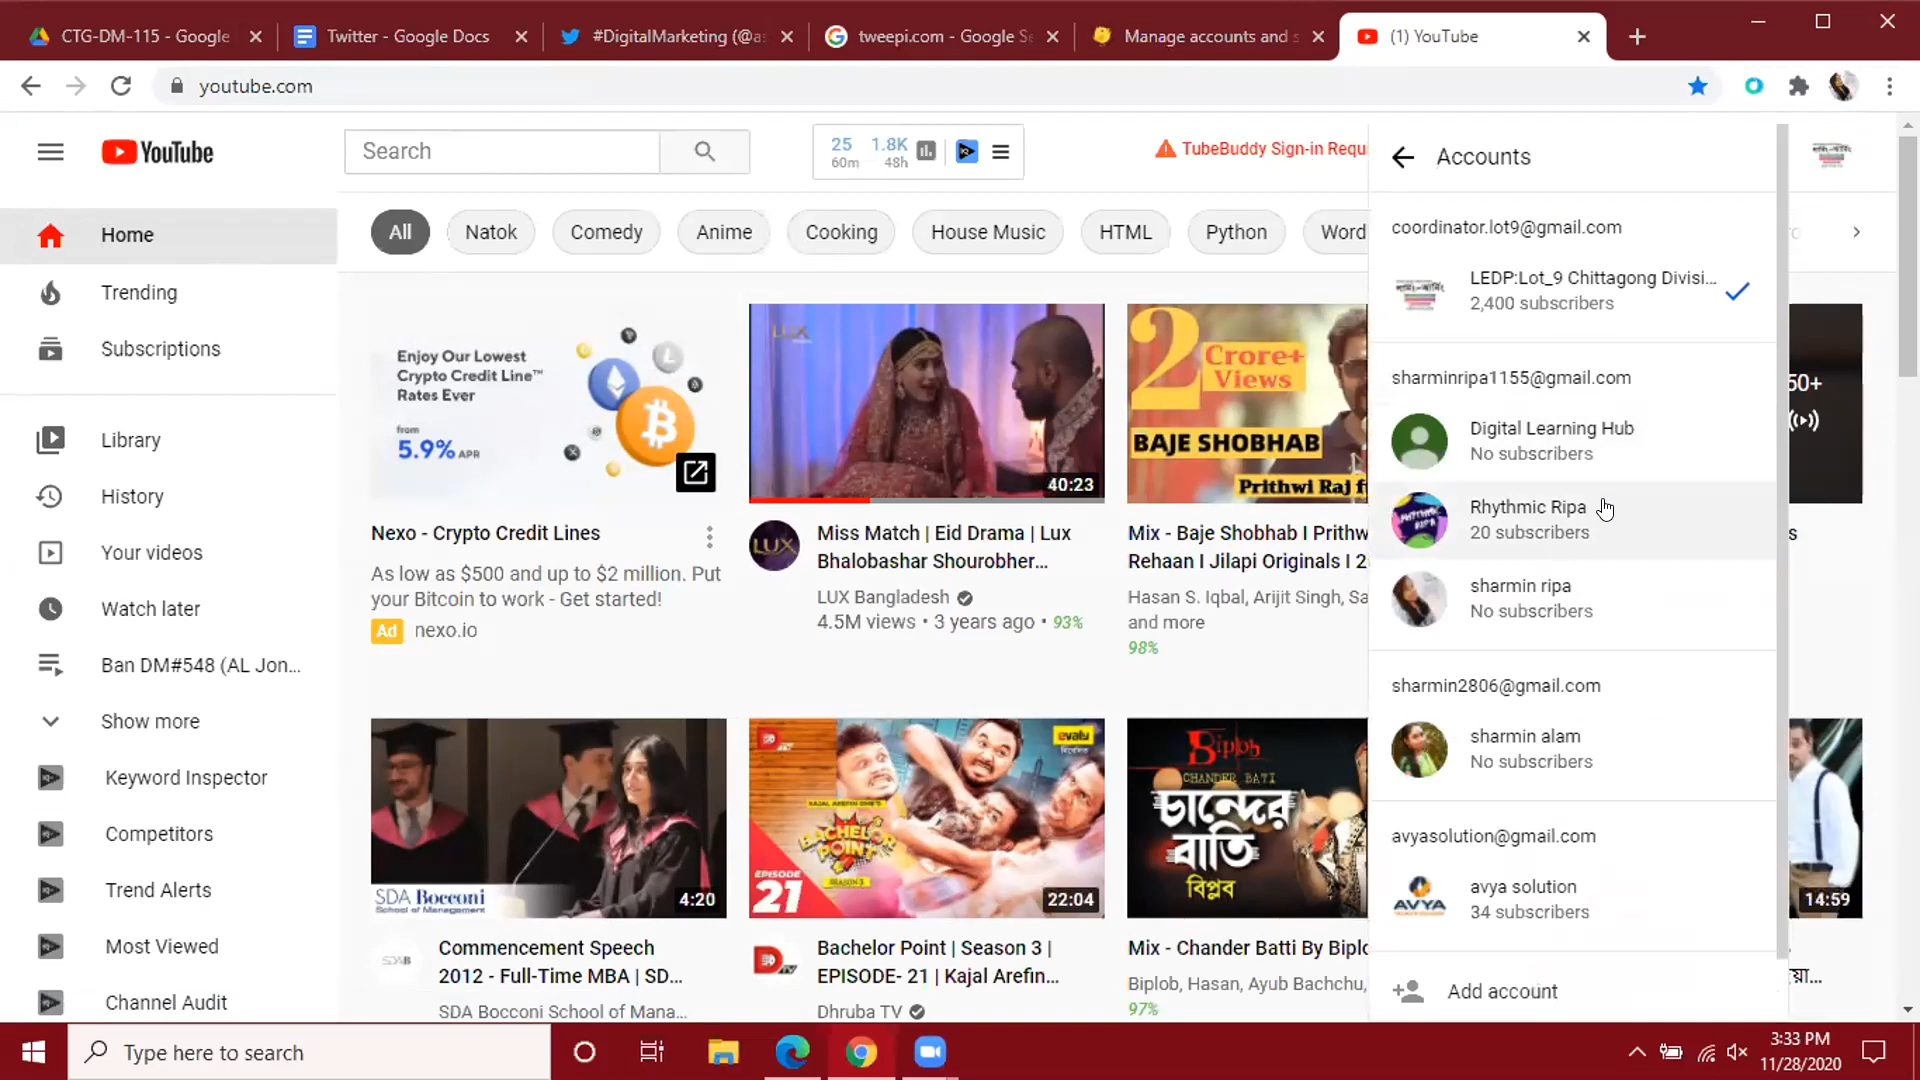 CTG-DM-115 - Google
Twitter - Google Docs
#DigitalMarketing (@a
tweepi.com - Google Se
Manage accounts and s
(1) YouTube
youtube.com
YouTube
Search
25
60m
1.8K
48h
TubeBuddy Sign-in Requi
Home
Trending
Subscriptions
Library
History
Your videos
Watch later
Ban DM#548 (AL Jon...
Show more
Keyword Inspector
Competitors
Trend Alerts
Most Viewed
Channel Audit
All
Natok
Comedy
Anime
Cooking
House Music
HTML
Python
Word
Enjoy Our Lowest
Crypto Credit Line™
Rates Ever
from
5.9% APR
Nexo - Crypto Credit Lines
As low as $500 and up to $2 million. Put
your Bitcoin to work - Get started!
Ad
nexo.io
LUX
40:23
LUX
Miss Match | Eid Drama | Lux
Bhalobashar Shourobher...
LUX Bangladesh
4.5M views • 3 years ago • 93%
2
Crore+
Views
BAJE SHOBHAB
Prithwi Raj f
Mix - Baje Shobhab I Prithw
Rehaan I Jilapi Originals I 2
Hasan S. Iqbal, Arijit Singh, Sa
and more
98%
50+
s
SDA Bocconi
School of Management
4:20
SDAB
Commencement Speech
2012 - Full-Time MBA | SD...
SDA Bocconi School of Mana...
evaly
BACHELOR
POINT
EPISODE
21
SEASON 3
22:04
Bachelor Point | Season 3 |
EPISODE- 21 | Kajal Arefin...
Dhruba TV
Biplob
CHANDER BATI
চান্দের
বাতি
বিপ্লব
Mix - Chander Batti By Biplo
Biplob, Hasan, Ayub Bachchu,
97%
14:59
Accounts
coordinator.lot9@gmail.com
LEDP:Lot_9 Chittagong Divisi...
2,400 subscribers
sharminripa1155@gmail.com
Digital Learning Hub
No subscribers
Rhythmic Ripa
20 subscribers
sharmin ripa
No subscribers
sharmin2806@gmail.com
sharmin alam
No subscribers
avyasolution@gmail.com
AVYA
avya solution
34 subscribers
Add account
Type here to search
3:33 PM
11/28/2020